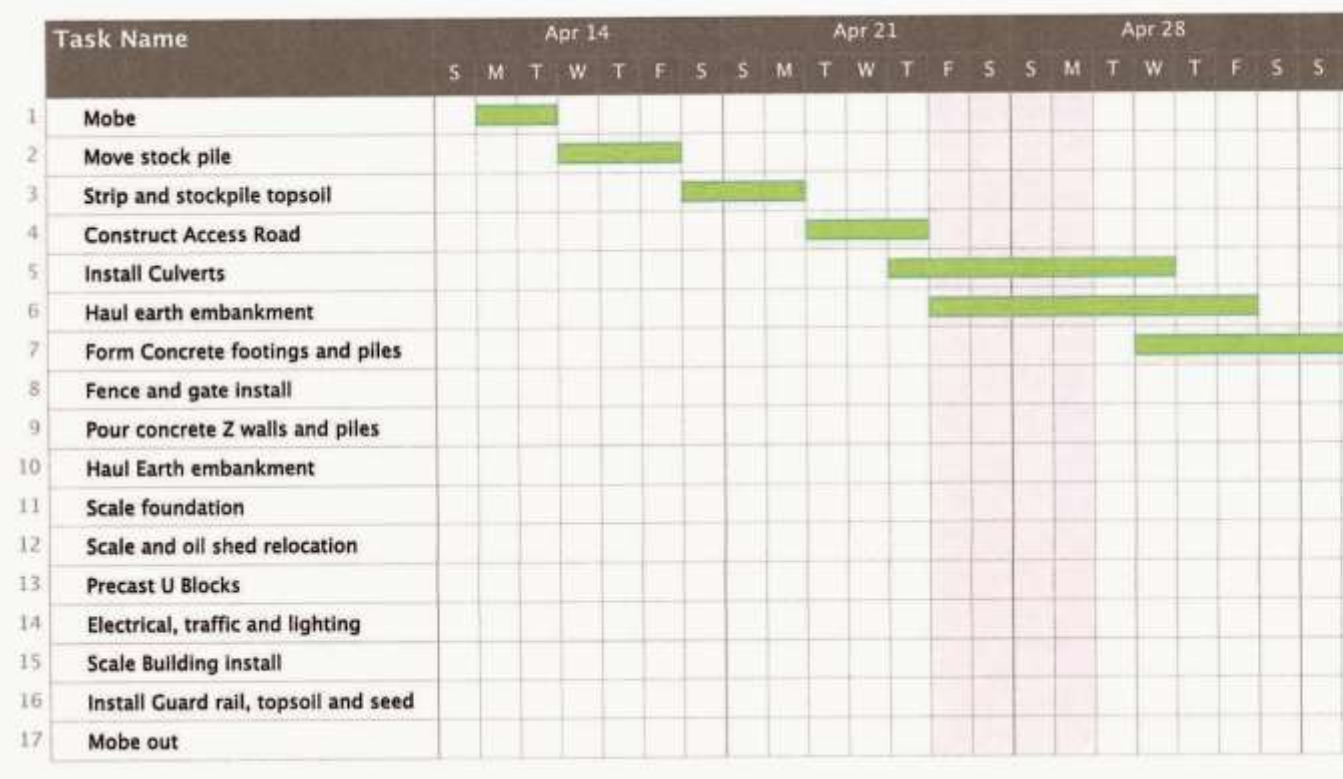 Task Name
Apr 14 Apr 21 Apr 28
S M T W T F S S M T W T F S S M T W T F S S
1 Mobe
2 Move stock pile
3 Strip and stockpile topsoil
4 Construct Access Road
5 Install Culverts
6 Haul earth embankment
7 Form Concrete footings and piles
8 Fence and gate install
9 Pour concrete Z walls and piles
10 Haul Earth embankment
11 Scale foundation
12 Scale and oil shed relocation
13 Precast U Blocks
14 Electrical, traffic and lighting
15 Scale Building install
16 Install Guard rail, topsoil and seed
17 Mobe out